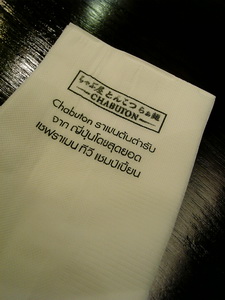 ちゃぶ屋とんこつらぁ麺
CHABUTON
Chabuton ราเมนต้นตำรับ
จาก ญี่ปุ่นโดยสุดยอด
เชฟราเมน ทีวี แชมป์เปี้ยน